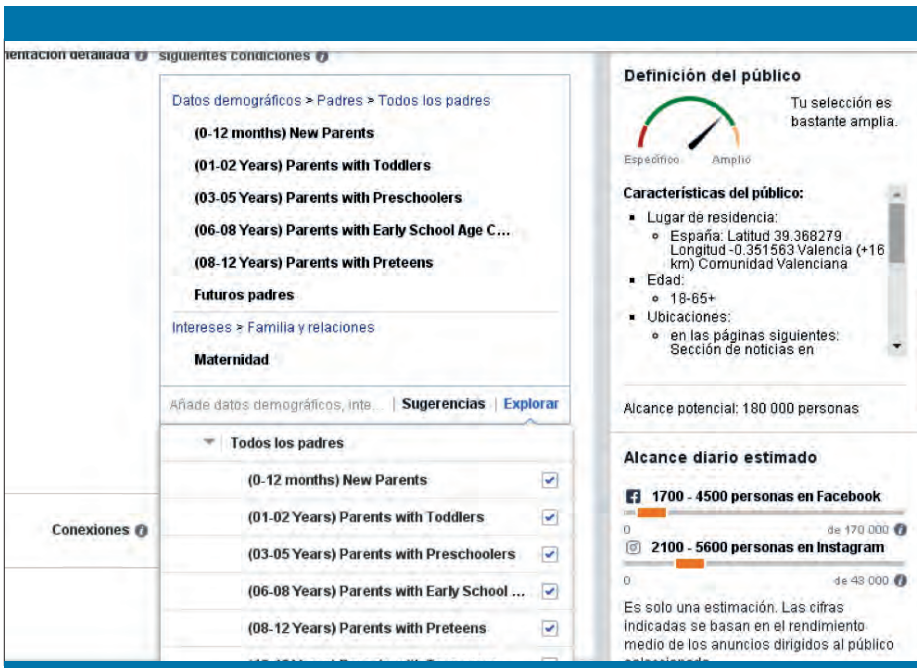 mentación detallada
siguientes condiciones
Datos demográficos > Padres > Todos los padres
(0-12 months) New Parents
(01-02 Years) Parents with Toddlers
(03-05 Years) Parents with Preschoolers
(06-08 Years) Parents with Early School Age C...
(08-12 Years) Parents with Preteens
Futuros padres
Intereses > Familia y relaciones
Maternidad
Añade datos demográficos, inte... | Sugerencias | Explorar
Todos los padres
(0-12 months) New Parents
(01-02 Years) Parents with Toddlers
(03-05 Years) Parents with Preschoolers
(06-08 Years) Parents with Early School ...
(08-12 Years) Parents with Preteens
Conexiones
Definición del público
Tu selección es
bastante amplia.
Específico Amplio
Características del público:
Lugar de residencia:
España: Latitud 39.368279
Longitud -0.351563 Valencia (+16
km) Comunidad Valenciana
Edad:
18-65+
Ubicaciones:
en las páginas siguientes:
Sección de noticias en
Alcance potencial: 180 000 personas
Alcance diario estimado
1700 - 4500 personas en Facebook
0 de 170 000
2100 - 5600 personas en Instagram
0 de 43 000
Es solo una estimación. Las cifras
indicadas se basan en el rendimiento
medio de los anuncios dirigidos al público